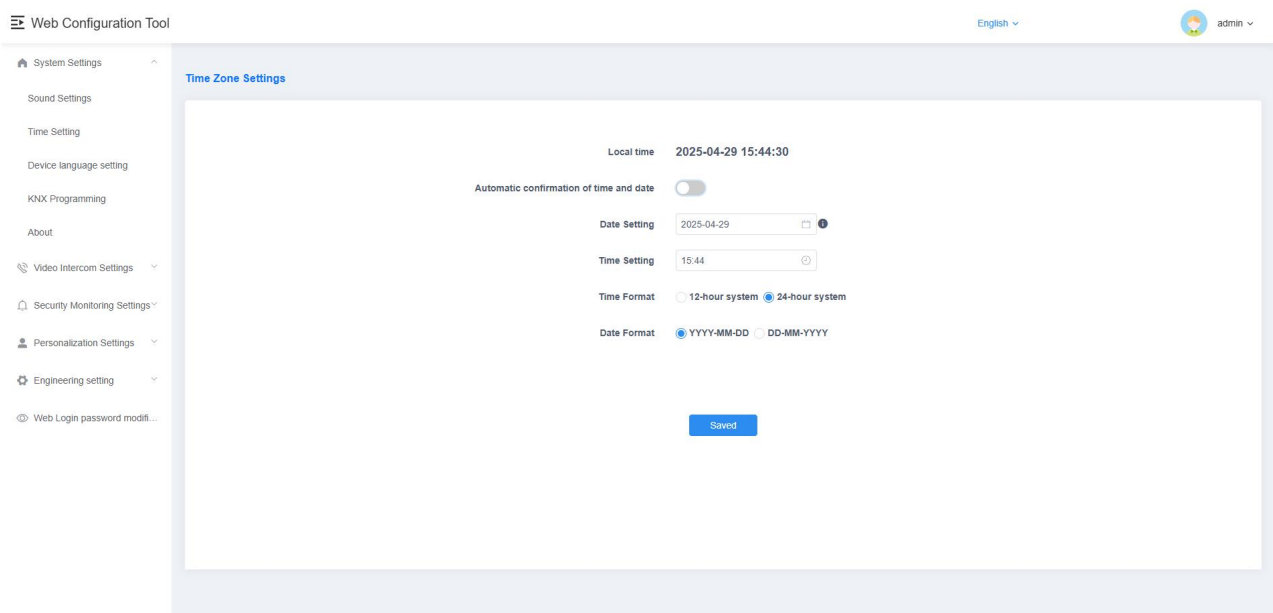 Web Configuration Tool
English
admin
System Settings
Sound Settings
Time Setting
Device language setting
KNX Programming
About
Video Intercom Settings
Security Monitoring Settings
Personalization Settings
Engineering setting
Web Login password modifi...
Time Zone Settings
Local time 2025-04-29 15:44:30
Automatic confirmation of time and date
Date Setting 2025-04-29
Time Setting 15:44
Time Format 12-hour system 24-hour system
Date Format YYYY-MM-DD DD-MM-YYYY
Saved